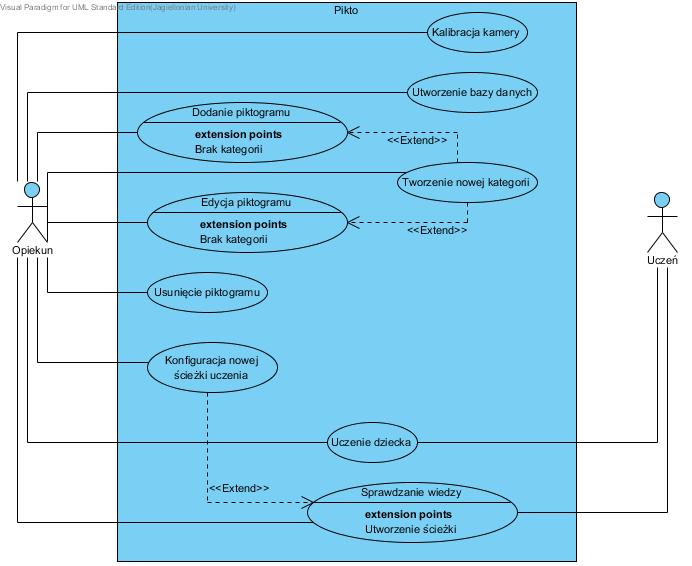 Visual Paradigm for UML Standard Edition(Jagiellonian University)
Pikto
Kalibracja kamery
Utworzenie bazy danych
Dodanie piktogramu
extension points
Brak kategorii
<<Extend>>
Tworzenie nowej kategorii
Edycja piktogramu
extension points
Brak kategorii
<<Extend>>
Opiekun
Uczeń
Usunięcie piktogramu
Konfiguracja nowej
ścieżki uczenia
Uczenie dziecka
<<Extend>>
Sprawdzanie wiedzy
extension points
Utworzenie ścieżki